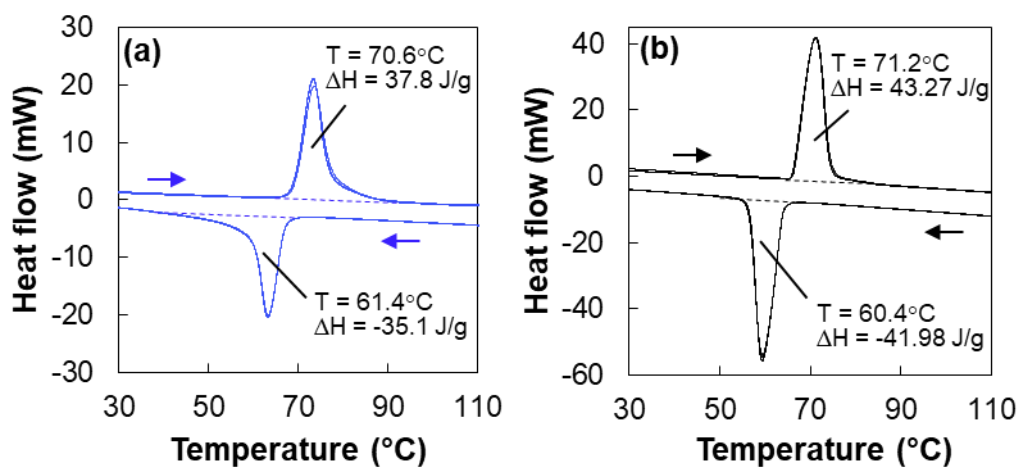 (a)
Heat flow (mW)
30
20
10
0
-10
-20
-30
T = 70.6°C
ΔH = 37.8 J/g
T = 61.4°C
ΔH = -35.1 J/g
30
50
70
90
110
Temperature (°C)
(b)
Heat flow (mW)
40
20
0
-20
-40
-60
T = 71.2°C
ΔH = 43.27 J/g
T = 60.4°C
ΔH = -41.98 J/g
30
50
70
90
110
Temperature (°C)